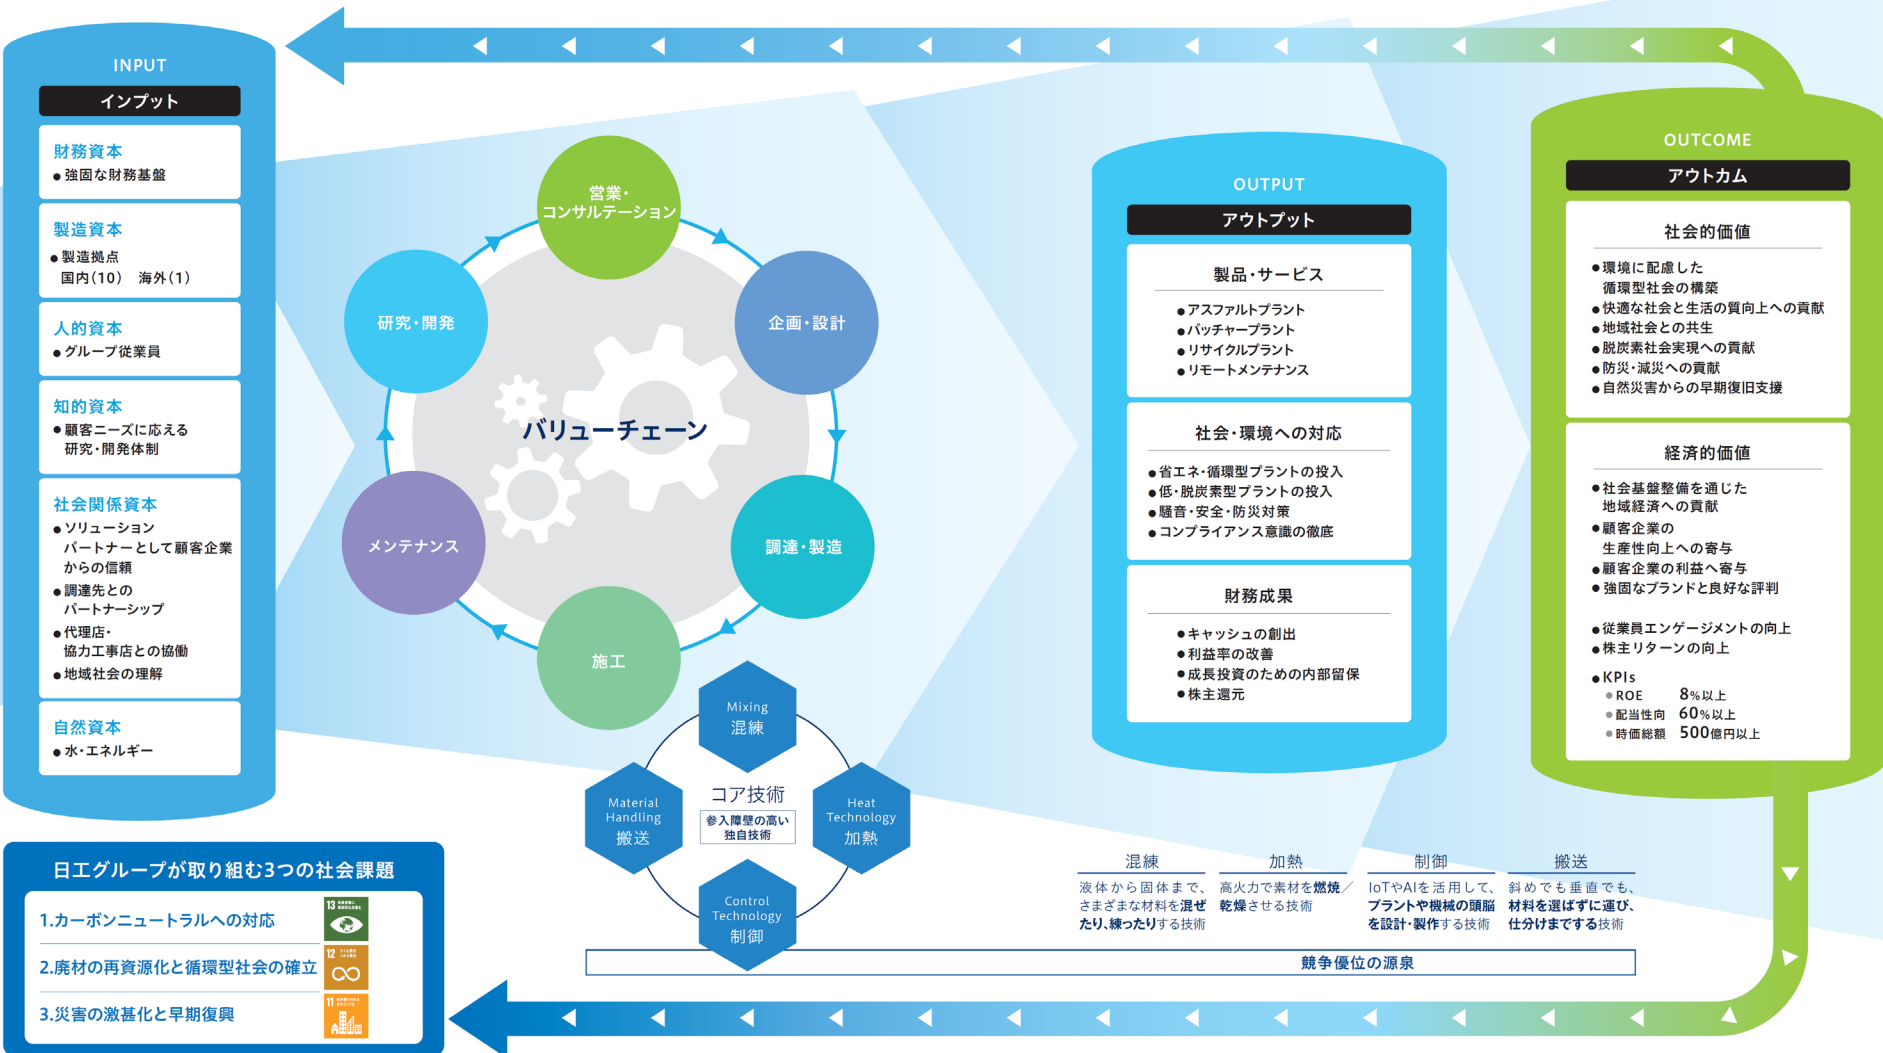 INPUT
インプット
財務資本
●強固な財務基盤
製造資本
●製造拠点
国内(10) 海外(1)
人的資本
●グループ従業員
知的資本
●顧客ニーズに応える
研究・開発体制
社会関係資本
●ソリューション
パートナーとして顧客企業
からの信頼
●調達先との
パートナーシップ
●代理店・
協力工事店との協働
●地域社会の理解
自然資本
●水・エネルギー
営業・
コンサルテーション
企画・設計
調達・製造
施工
メンテナンス
研究・開発
バリューチェーン
Mixing
混練
Heat
Technology
加熱
Control
Technology
制御
Material
Handling
搬送
コア技術
参入障壁の高い
独自技術
OUTPUT
アウトプット
製品・サービス
●アスファルトプラント
●バッチャープラント
●リサイクルプラント
●リモートメンテナンス
社会・環境への対応
●省エネ・循環型プラントの投入
●低・脱炭素型プラントの投入
●騒音・安全・防災対策
●コンプライアンス意識の徹底
財務成果
●キャッシュの創出
●利益率の改善
●成長投資のための内部留保
●株主還元
OUTCOME
アウトカム
社会的価値
●環境に配慮した
循環型社会の構築
●快適な社会と生活の質向上への貢献
●地域社会との共生
●脱炭素社会実現への貢献
●防災・減災への貢献
●自然災害からの早期復旧支援
経済的価値
●社会基盤整備を通じた
地域経済への貢献
●顧客企業の
生産性向上への寄与
●顧客企業の利益へ寄与
●強固なブランドと良好な評判
●従業員エンゲージメントの向上
●株主リターンの向上
●KPIs
●ROE 8%以上
●配当性向 60%以上
●時価総額 500億円以上
混練
液体から固体まで、
さまざまな材料を混ぜ
たり、練ったりする技術
加熱
高火力で素材を燃焼／
乾燥させる技術
制御
IoTやAIを活用して、
プラントや機械の頭脳
を設計・製作する技術
搬送
斜めでも垂直でも、
材料を選ばずに運び、
仕分けまでする技術
競争優位の源泉
日工グループが取り組む3つの社会課題
1.カーボンニュートラルへの対応
13
2.廃材の再資源化と循環型社会の確立
12
3.災害の激甚化と早期復興
11